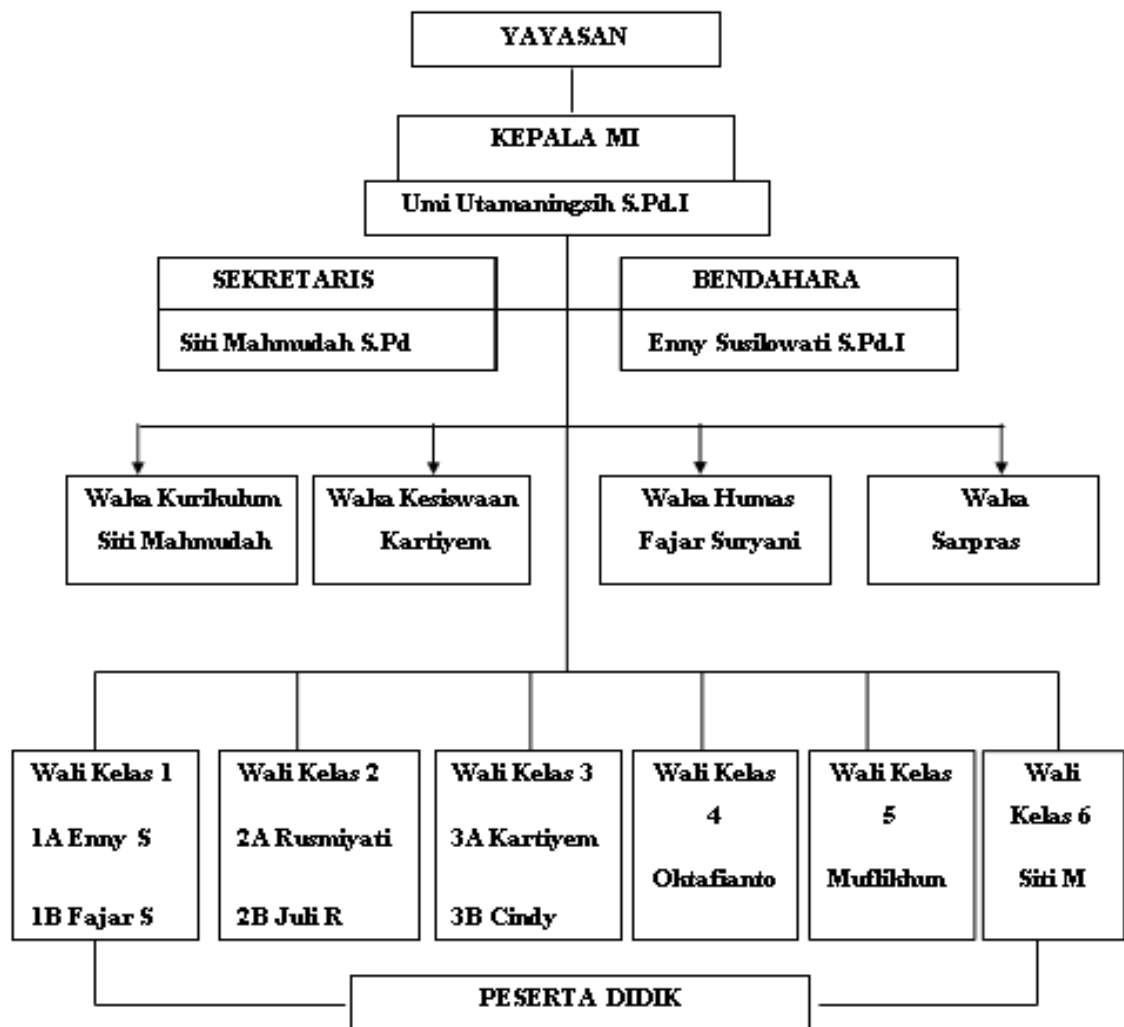 YAYASAN
KEPALA MI
Umi Utamaningsih S.Pd.I
SEKRETARIS
Siti Mahmudah S.Pd
BENDAHARA
Enny Susilowati S.Pd.I
Waka Kurikulum
Siti Mahmudah
Waka Kesiswaan
Kartiyem
Waka Humas
Fajar Suryani
Waka
Sarpras
Wali Kelas 1
1A Enny S
1B Fajar S
Wali Kelas 2
2A Rusmiyati
2B Juli R
Wali Kelas 3
3A Kartiyem
3B Cindy
Wali Kelas
4
Oktafianto
Wali Kelas
5
Muflikhun
Wali
Kelas 6
Siti M
PESERTA DIDIK